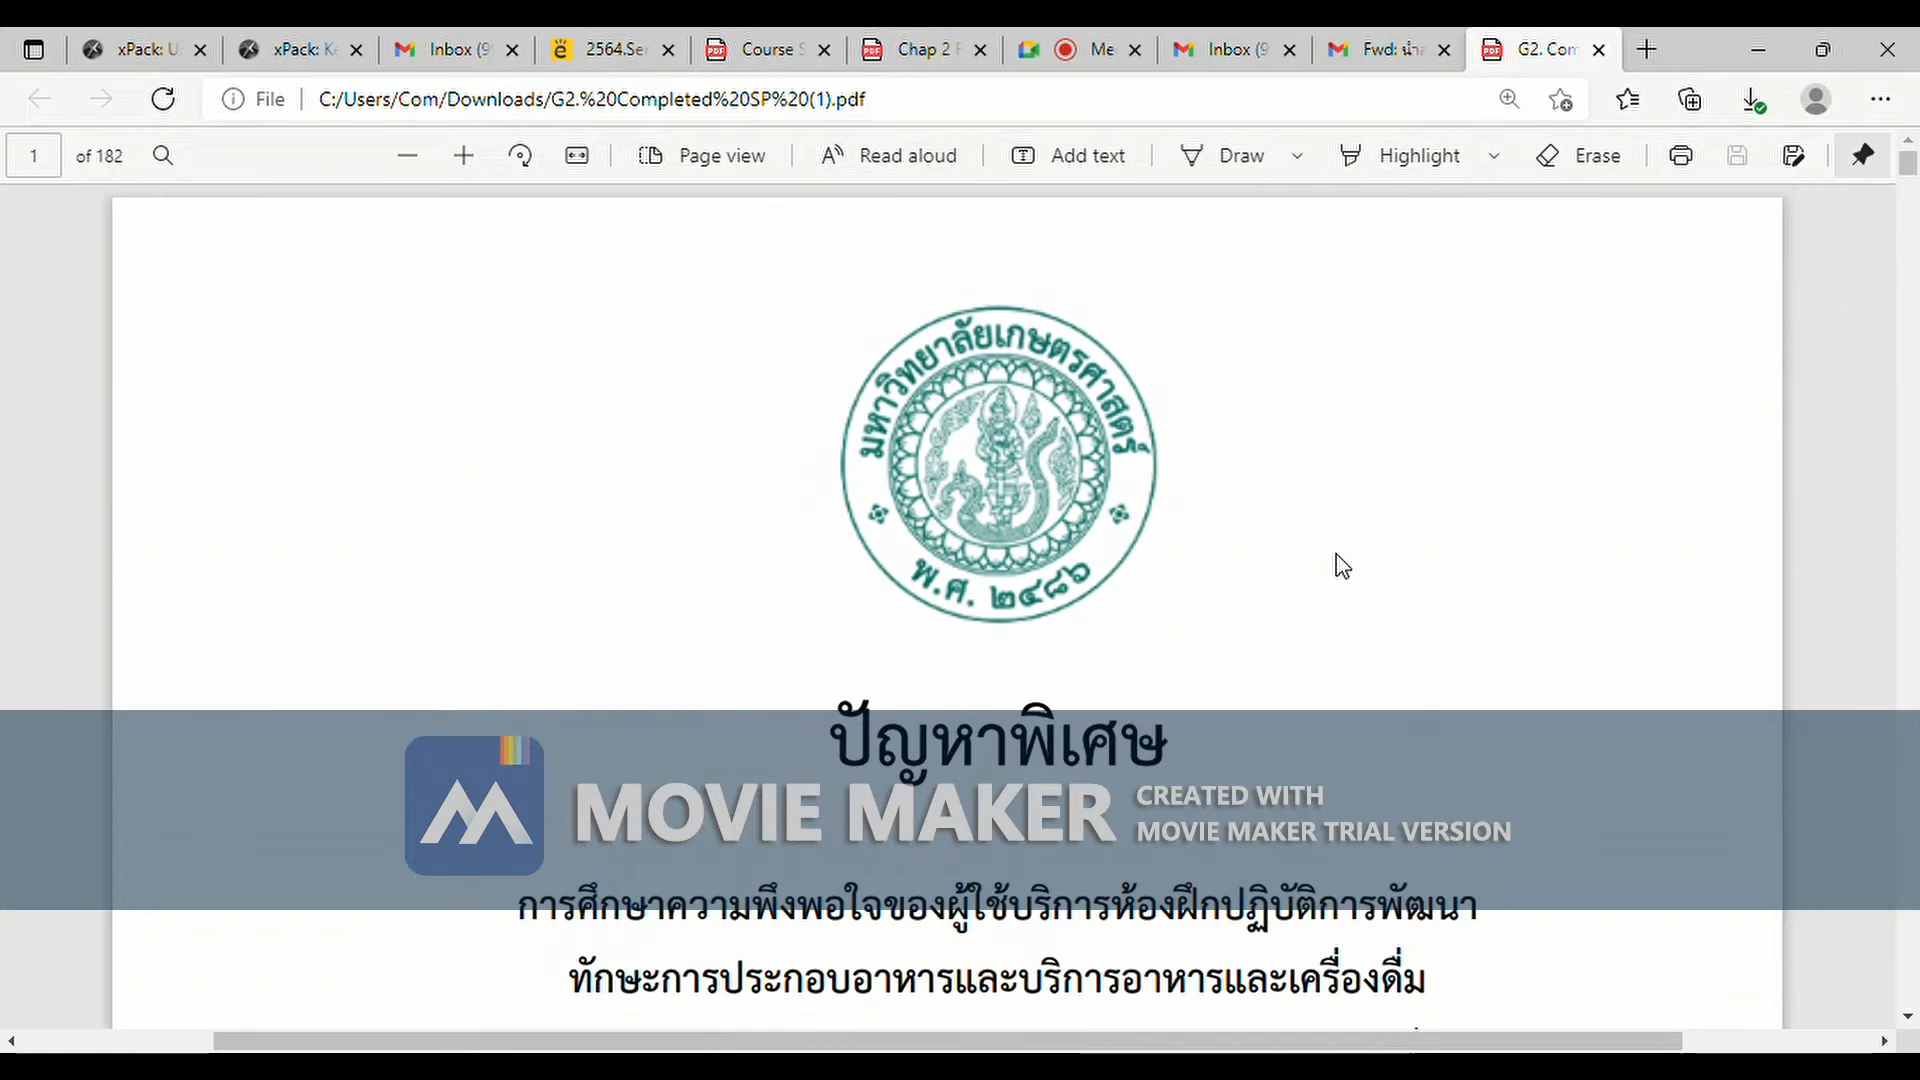 xPack: U xPack: Ke Inbox (9 2564.Ser Course S Chap 2 F Me Inbox (9 Fwd: นำส G2. Com
File C:/Users/Com/Downloads/G2.%20Completed%20SP%20(1).pdf
1 of 182 Page view Read aloud Add text Draw Highlight Erase
มหาวิทยาลัยเกษตรศาสตร์
พ.ศ. ๒๔๘๖
ปัญหาพิเศษ
MOVIE MAKER
CREATED WITH
MOVIE MAKER TRIAL VERSION
การศึกษาความพึงพอใจของผู้ใช้บริการห้องฝึกปฏิบัติการพัฒนา
ทักษะการประกอบอาหารและบริการอาหารและเครื่องดื่ม